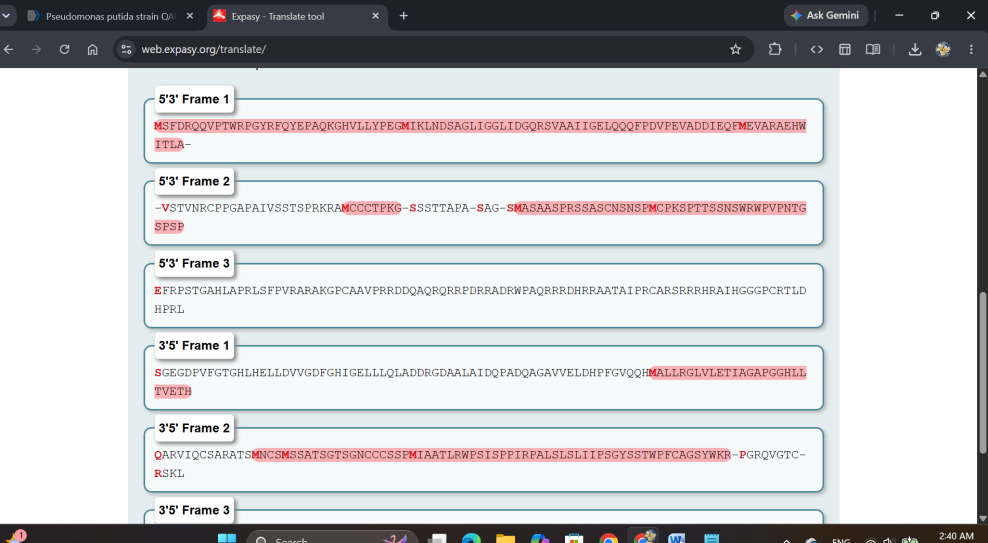 Pseudomonas putida strain QA
Expasy - Translate tool
Ask Gemini
web.expasy.org/translate/
5'3' Frame 1
MSFDRQQVPTWRPGYRFQYEPAQKGHVLLYPEGMIKLNDSAGLIGGLIDGQRSVAAIIGELQQQFPDVPEVADDIEQFMEVARAEHW
ITLA-
5'3' Frame 2
-VSTVNRCPPGAPAIVSSTSPRKRAMCCCTPKG-SSSTTAPA-SAG-SMASAASPRSSASCNSNSPMCPKSPTTSSNSWRWPVPNTG
SPSP
5'3' Frame 3
EFRPSTGAHLAPRLSFPVRARAKGPCAAVPRRDDQAQRQRRPDRRADRWPAQRRRDHRRAATAIPRCARSRRRHRAIHGGGPCRTLD
HPRL
3'5' Frame 1
SGEGDPVFGTGHLHELLDVVGDFGHIGELLLQLADDRGDAALAIDQPADQAGAVVELDHPFGVQQHMALLRGLVLETIAGAPGGHLL
TVETH
3'5' Frame 2
QARVIQCSARATSMNCSMSSATSGTSGNCCCSSPMIAATLRWPSISPPIRPALSLSLIIPSGYSSTWPFCAGSYWKR-PGRQVGTC-
RSKL
3'5' Frame 3
1
Search
ENG
2:40 AM